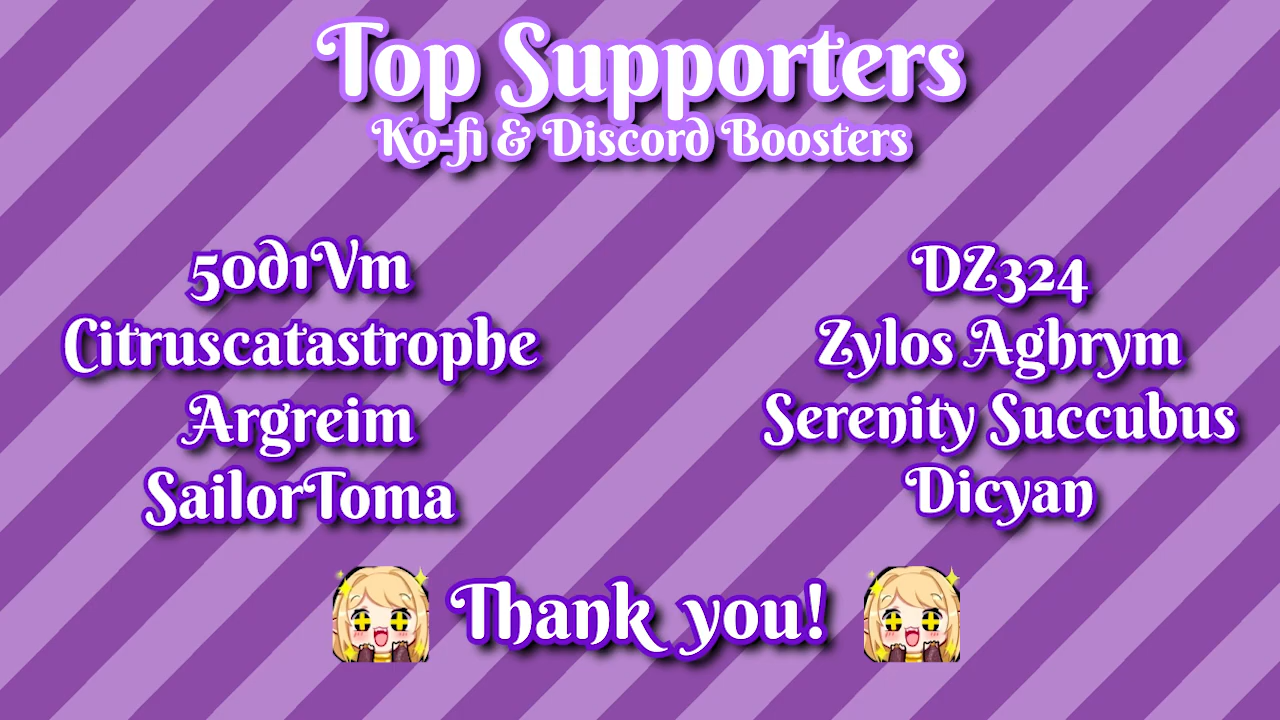 Top Supporters
Ko-fi & Discord Boosters
50d1Vm
Citruscatastrophe
Argreim
SailorToma
DZ324
Zylos Aghrym
Serenity Succubus
Dicyan
Thank you!